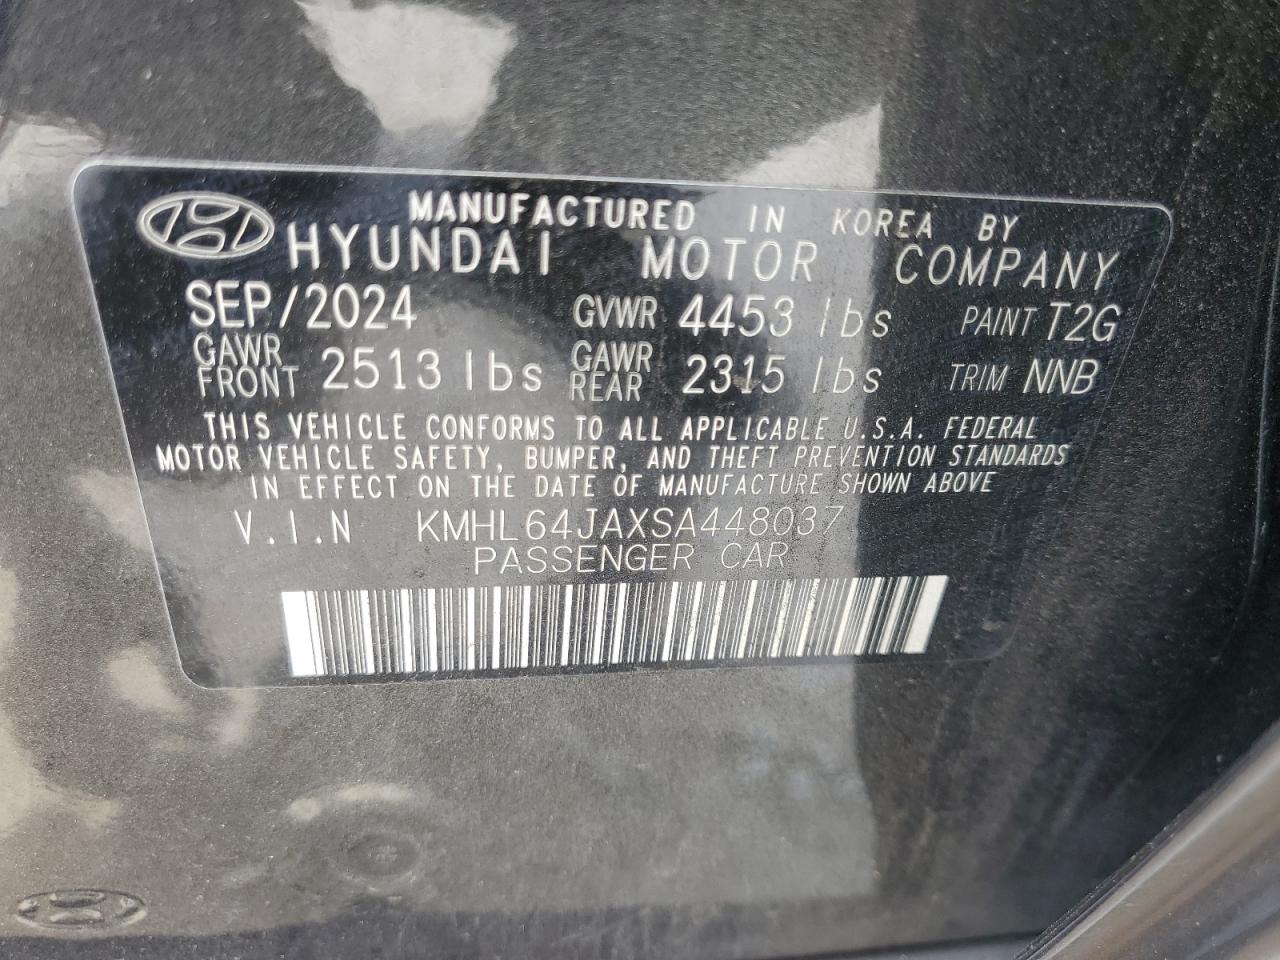 MANUFACTURED IN KOREA BY
HYUNDAI MOTOR COMPANY
SEP/2024 GVWR 4453 lbs PAINT T2G
GAWR FRONT 2513 lbs GAWR REAR 2315 lbs TRIM NNB
THIS VEHICLE CONFORMS TO ALL APPLICABLE U.S.A. FEDERAL
MOTOR VEHICLE SAFETY, BUMPER, AND THEFT PREVENTION STANDARDS
IN EFFECT ON THE DATE OF MANUFACTURE SHOWN ABOVE
V.I.N KMHL64JAXSA448037
PASSENGER CAR